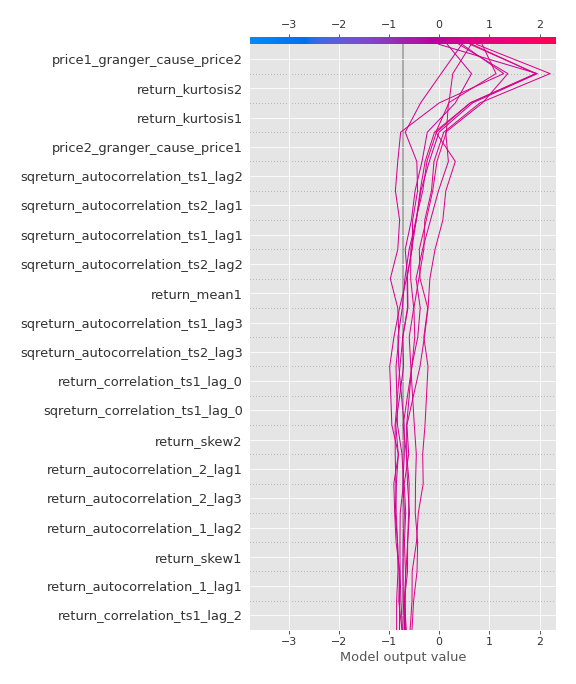 −3 −2 −1 0 1 2
price1_granger_cause_price2
return_kurtosis2
return_kurtosis1
price2_granger_cause_price1
sqreturn_autocorrelation_ts1_lag2
sqreturn_autocorrelation_ts2_lag1
sqreturn_autocorrelation_ts1_lag1
sqreturn_autocorrelation_ts2_lag2
return_mean1
sqreturn_autocorrelation_ts1_lag3
sqreturn_autocorrelation_ts2_lag3
return_correlation_ts1_lag_0
sqreturn_correlation_ts1_lag_0
return_skew2
return_autocorrelation_2_lag1
return_autocorrelation_2_lag3
return_autocorrelation_1_lag2
return_skew1
return_autocorrelation_1_lag1
return_correlation_ts1_lag_2
−3 −2 −1 0 1 2
Model output value